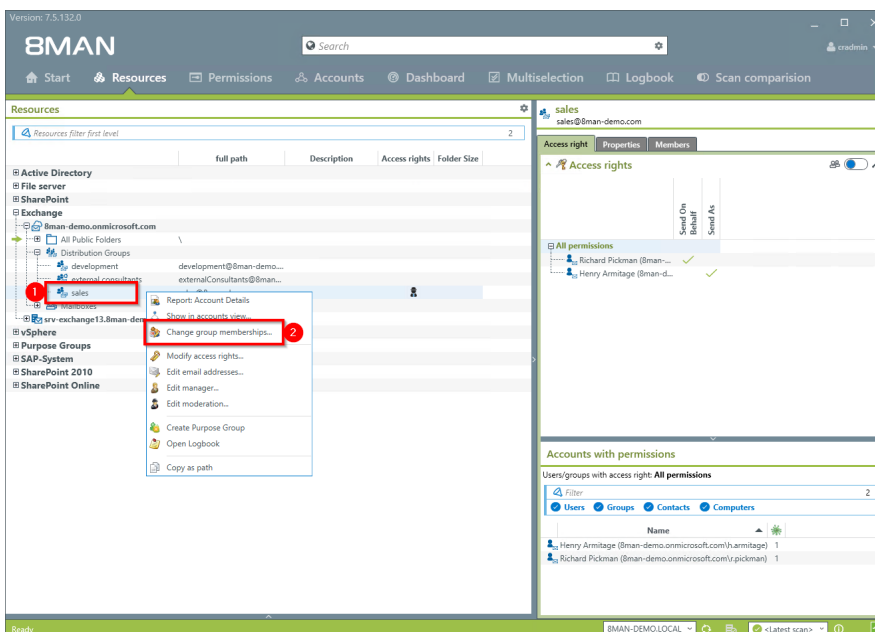 Version: 7.5.132.0
8MAN
Search
cradmin
Start Resources Permissions Accounts Dashboard Multiselection Logbook Scan comparision
Resources
Resources filter first level 2
full path Description Access rights Folder Size
Active Directory
File server
SharePoint
Exchange
8man-demo.onmicrosoft.com
All Public Folders \
Distribution Groups
development development@8man-demo....
external consultants externalConsultants@8man...
1 sales
Mailboxes
srv-exchange13.8man-dem
vSphere
Purpose Groups
SAP-System
SharePoint 2010
SharePoint Online
Report: Account Details
Show in accounts view...
Change group memberships... 2
Modify access rights...
Edit email addresses...
Edit manager...
Edit moderation...
Create Purpose Group
Open Logbook
Copy as path
sales
sales@8man-demo.com
Access right Properties Members
Access rights
Send On Behalf
Send As
All permissions
Richard Pickman (8man-...
Henry Armitage (8man-d...
Accounts with permissions
Users/groups with access right: All permissions
Filter 2
Users Groups Contacts Computers
Name
Henry Armitage (8man-demo.onmicrosoft.com\h.armitage) 1
Richard Pickman (8man-demo.onmicrosoft.com\r.pickman) 1
Ready 8MAN-DEMO.LOCAL <Latest scan>